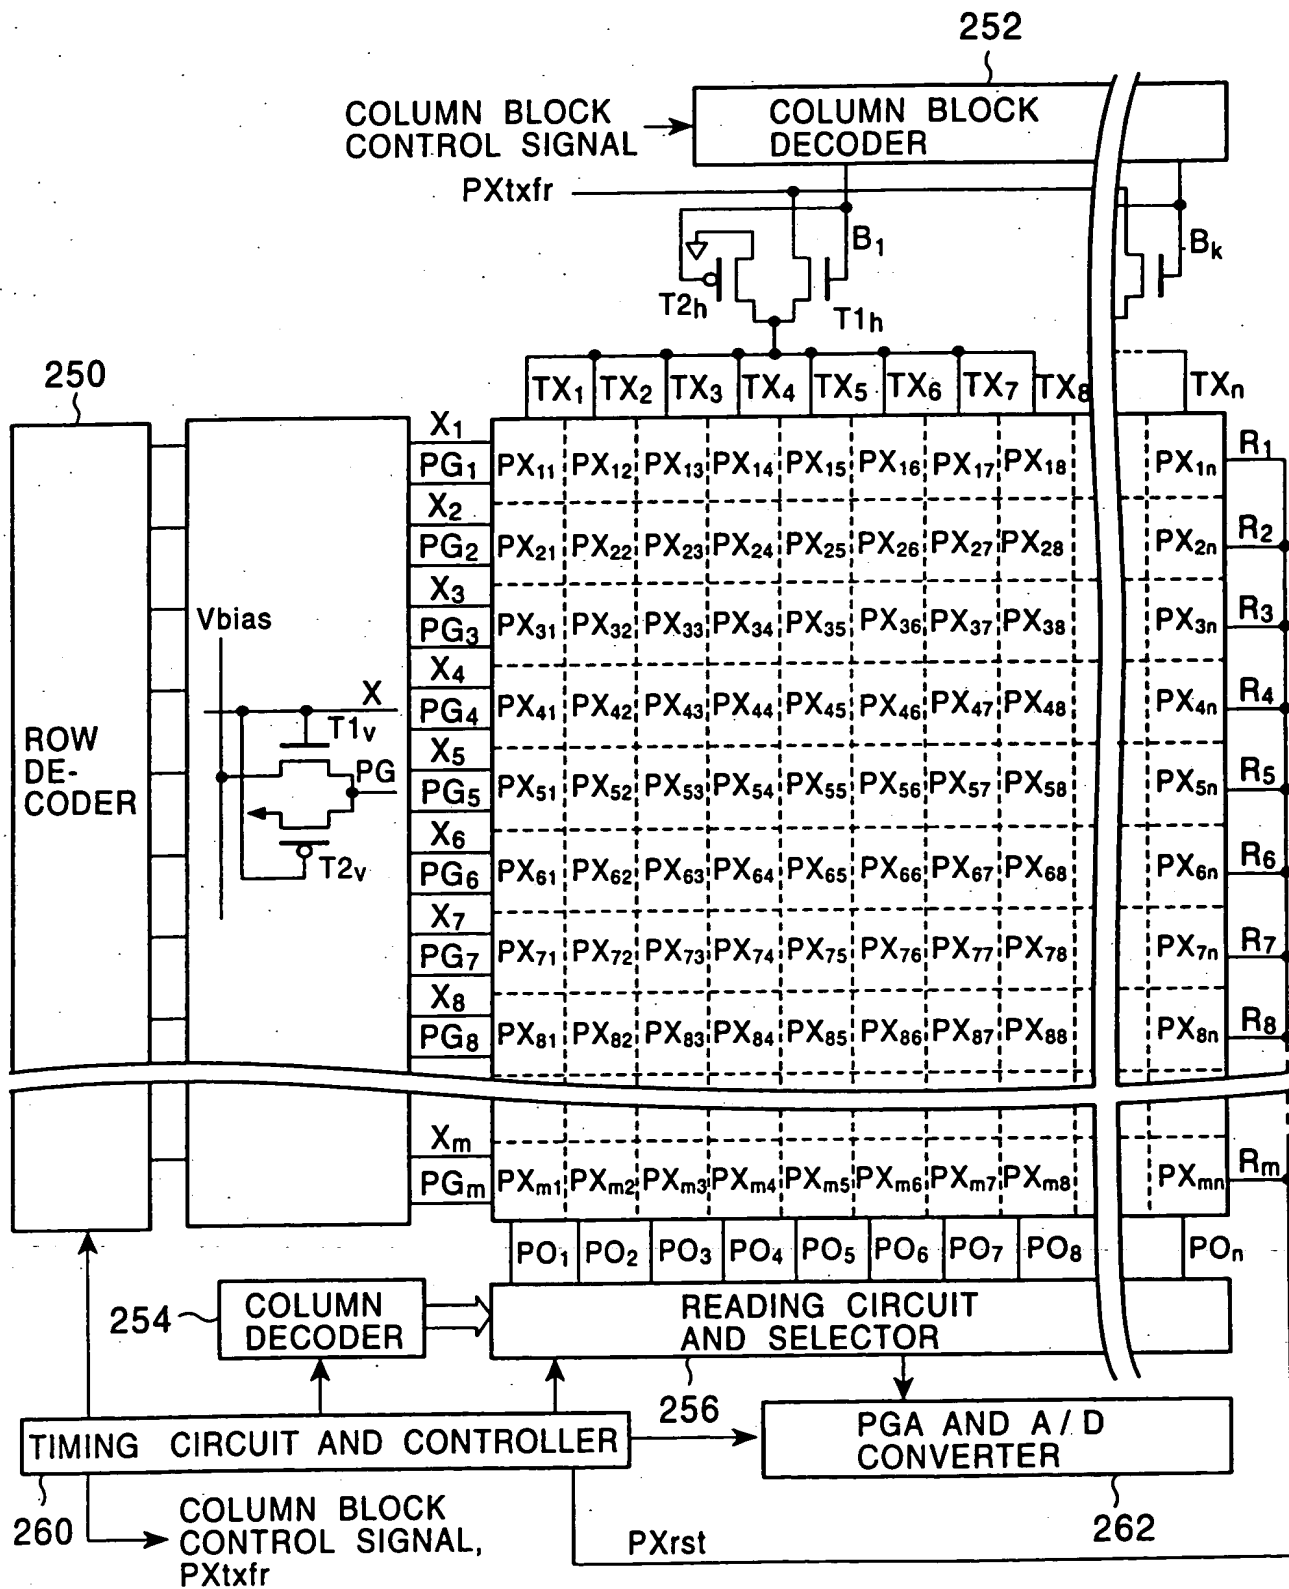 252
COLUMN BLOCK
CONTROL SIGNAL
COLUMN BLOCK
DECODER
PXtxfr
B1
Bk
T2h
T1h
250
TX1 TX2 TX3 TX4 TX5 TX6 TX7 TX8 TXn
X1
PG1 PX11 PX12 PX13 PX14 PX15 PX16 PX17 PX18 PX1n R1
X2
PG2 PX21 PX22 PX23 PX24 PX25 PX26 PX27 PX28 PX2n R2
X3
PG3 PX31 PX32 PX33 PX34 PX35 PX36 PX37 PX38 PX3n R3
Vbias
X4
PG4 PX41 PX42 PX43 PX44 PX45 PX46 PX47 PX48 PX4n R4
X
T1v
PG
T2v
ROW
DE-
CODER
X5
PG5 PX51 PX52 PX53 PX54 PX55 PX56 PX57 PX58 PX5n R5
X6
PG6 PX61 PX62 PX63 PX64 PX65 PX66 PX67 PX68 PX6n R6
X7
PG7 PX71 PX72 PX73 PX74 PX75 PX76 PX77 PX78 PX7n R7
X8
PG8 PX81 PX82 PX83 PX84 PX85 PX86 PX87 PX88 PX8n R8
Xm
PGm PXm1 PXm2 PXm3 PXm4 PXm5 PXm6 PXm7 PXm8 PXmn Rm
PO1 PO2 PO3 PO4 PO5 PO6 PO7 PO8 POn
254
COLUMN
DECODER
READING CIRCUIT
AND SELECTOR
256
TIMING CIRCUIT AND CONTROLLER
PGA AND A/D
CONVERTER
260
COLUMN BLOCK
CONTROL SIGNAL,
PXtxfr
PXrst
262